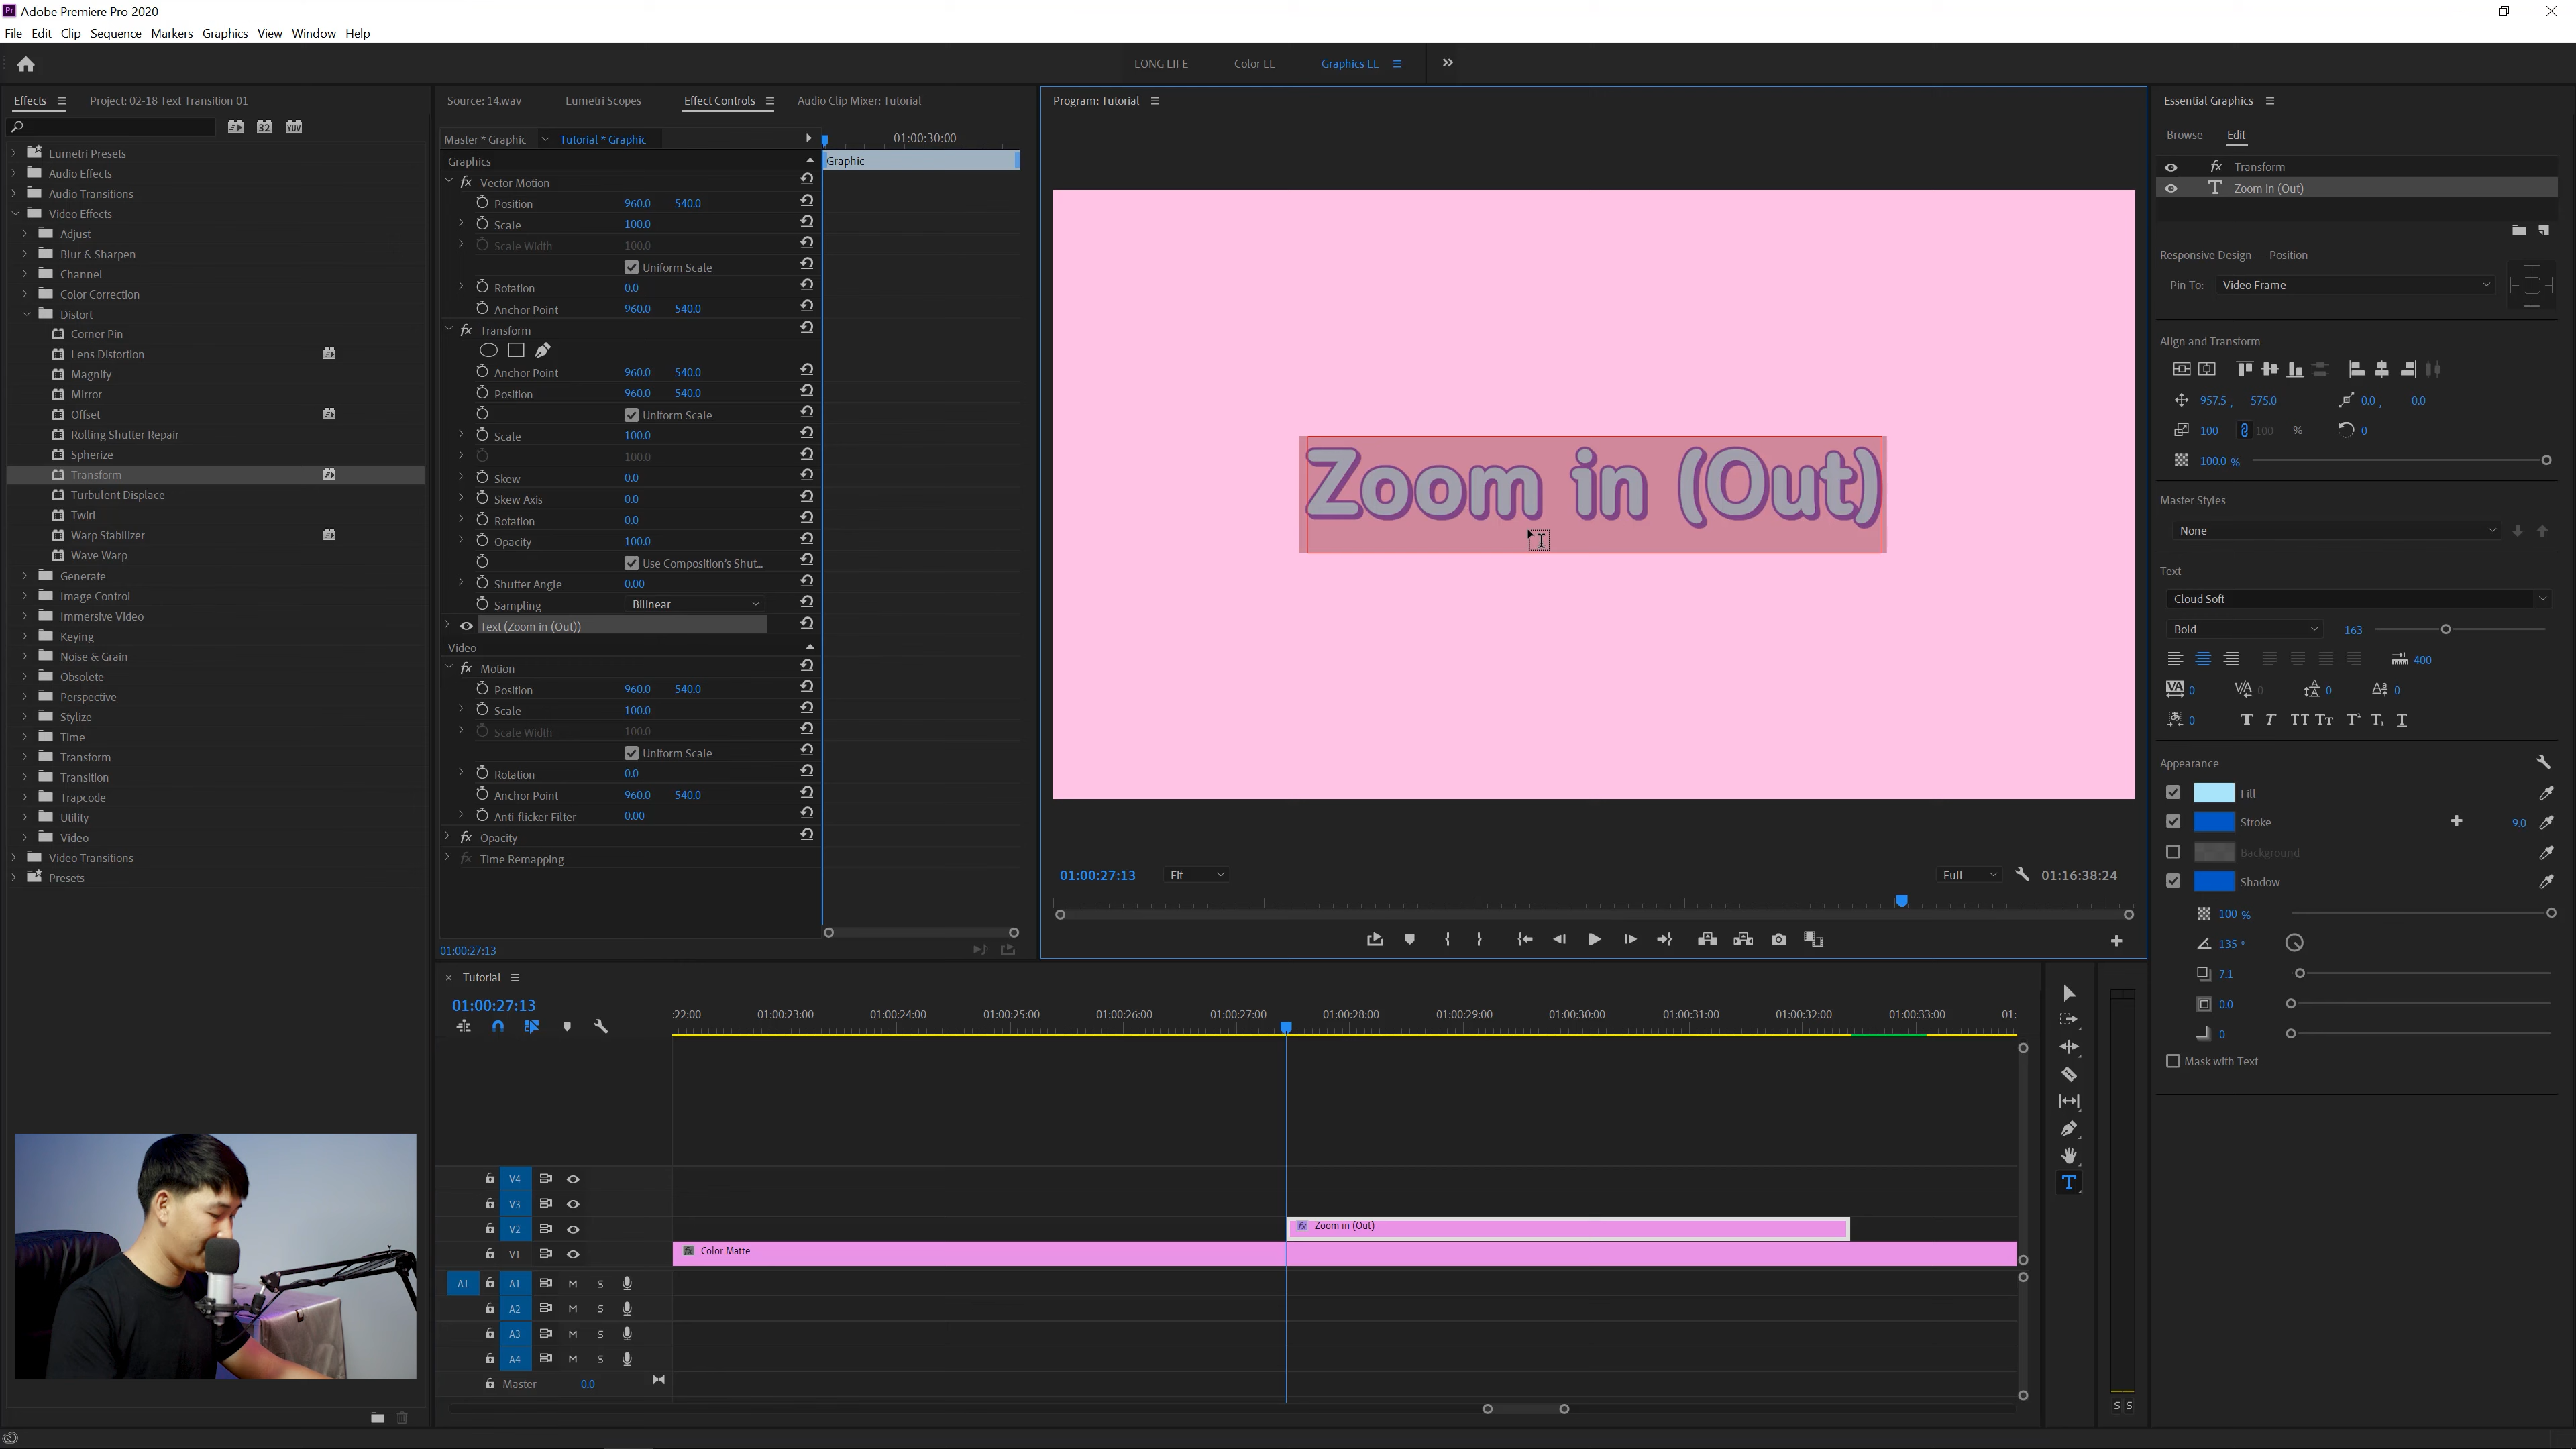 Adobe Premiere Pro 2020
File Edit Clip Sequence Markers Graphics View Window Help
LONG LIFE Color LL Graphics LL
Effects Project: 02-18 Text Transition 01
Lumetri Presets
Audio Effects
Audio Transitions
Video Effects
Adjust
Blur & Sharpen
Channel
Color Correction
Distort
Corner Pin
Lens Distortion
Magnify
Mirror
Offset
Rolling Shutter Repair
Spherize
Transform
Turbulent Displace
Twirl
Warp Stabilizer
Wave Warp
Generate
Image Control
Immersive Video
Keying
Noise & Grain
Obsolete
Perspective
Stylize
Time
Transform
Transition
Trapcode
Utility
Video
Video Transitions
Presets
Source: 14.wav Lumetri Scopes Effect Controls Audio Clip Mixer: Tutorial
Master * Graphic Tutorial * Graphic 01:00:30:00
Graphics Graphic
fx Vector Motion
Position 960.0 540.0
Scale 100.0
Scale Width 100.0
Uniform Scale
Rotation 0.0
Anchor Point 960.0 540.0
fx Transform
Anchor Point 960.0 540.0
Position 960.0 540.0
Uniform Scale
Scale 100.0
100.0
Skew 0.0
Skew Axis 0.0
Rotation 0.0
Opacity 100.0
Use Composition's Shut...
Shutter Angle 0.00
Sampling Bilinear
Text (Zoom in (Out))
Video
fx Motion
Position 960.0 540.0
Scale 100.0
Scale Width 100.0
Uniform Scale
Rotation 0.0
Anchor Point 960.0 540.0
Anti-flicker Filter 0.00
fx Opacity
fx Time Remapping
01:00:27:13
Program: Tutorial
Zoom in (Out)
01:00:27:13 Fit Full 01:16:38:24
Essential Graphics
Browse Edit
fx Transform
T Zoom in (Out)
Responsive Design — Position
Pin To: Video Frame
Align and Transform
957.5 , 575.0 0.0 , 0.0
100 100 % 0
100.0 %
Master Styles
None
Text
Cloud Soft
Bold 163
400
0 0 0 0
0
Appearance
Fill
Stroke 9.0
Background
Shadow
100 %
135 °
7.1
0.0
0
Mask with Text
Tutorial
01:00:27:13
:22:00 01:00:23:00 01:00:24:00 01:00:25:00 01:00:26:00 01:00:27:00 01:00:28:00 01:00:29:00 01:00:30:00 01:00:31:00 01:00:32:00 01:00:33:00 01:
V4
V3
V2 fx Zoom in (Out)
V1 fx Color Matte
A1 A1 M S
A2 M S
A3 M S
A4 M S
Master 0.0
S S